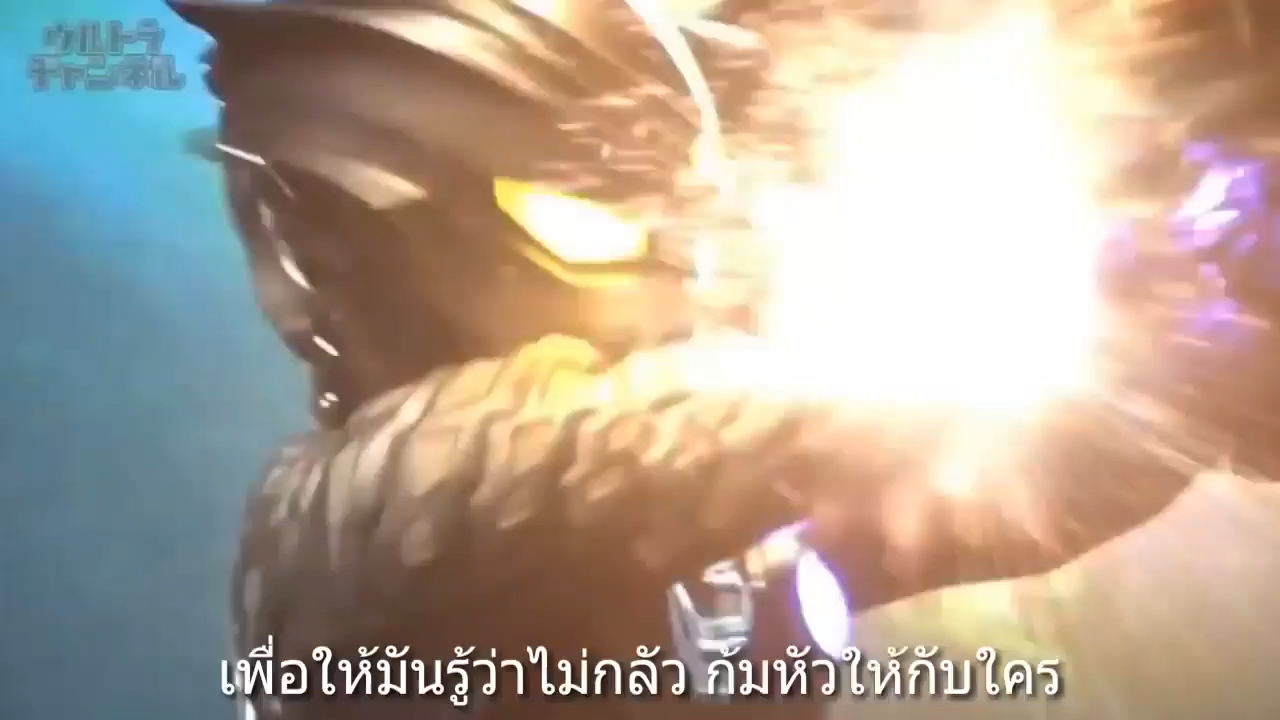 ウルトラ
チャンネル
เพื่อให้มันรู้ว่าไม่กลัว ก้มหัวให้กับใคร